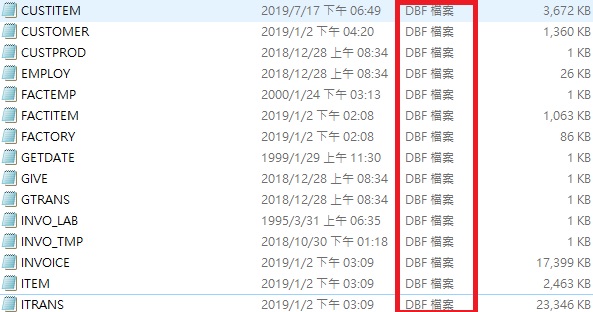 CUSTITEM 2019/7/17 下午 06:49 DBF 檔案 3,672 KB
CUSTOMER 2019/1/2 下午 04:20 DBF 檔案 1,360 KB
CUSTPROD 2018/12/28 上午 08:34 DBF 檔案 1 KB
EMPLOY 2018/12/28 上午 08:34 DBF 檔案 26 KB
FACTEMP 2000/1/24 下午 03:13 DBF 檔案 1 KB
FACTITEM 2019/1/2 下午 02:08 DBF 檔案 1,063 KB
FACTORY 2019/1/2 下午 02:08 DBF 檔案 86 KB
GETDATE 1999/1/29 上午 11:30 DBF 檔案 1 KB
GIVE 2018/12/28 上午 08:34 DBF 檔案 1 KB
GTRANS 2018/12/28 上午 08:34 DBF 檔案 1 KB
INVO_LAB 1995/3/31 上午 06:35 DBF 檔案 1 KB
INVO_TMP 2018/10/30 下午 01:18 DBF 檔案 1 KB
INVOICE 2019/1/2 下午 03:09 DBF 檔案 17,399 KB
ITEM 2019/1/2 下午 03:09 DBF 檔案 2,463 KB
ITRANS 2019/1/2 下午 03:09 DBF 檔案 23,346 KB